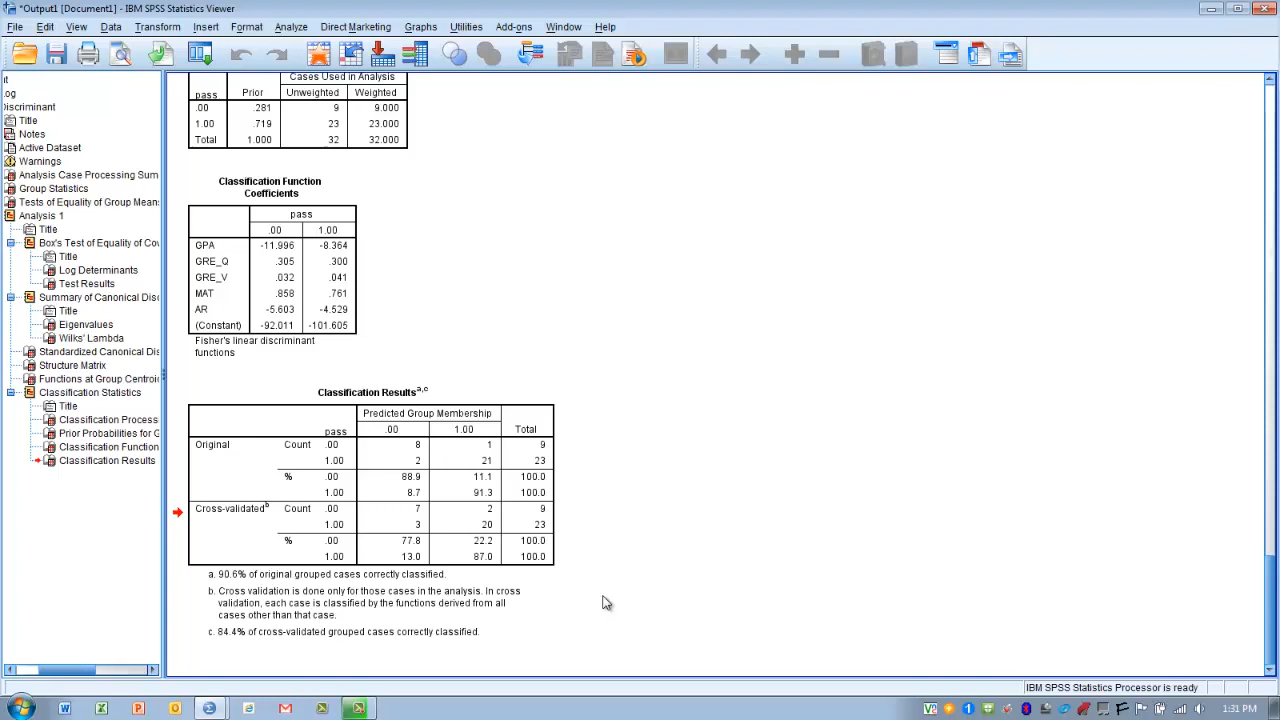 *Output1 [Document1] - IBM SPSS Statistics Viewer
File Edit View Data Transform Insert Format Analyze Direct Marketing Graphs Utilities Add-ons Window Help
Log
Discriminant
Title
Notes
Active Dataset
Warnings
Analysis Case Processing Sum
Group Statistics
Tests of Equality of Group Mean
Analysis 1
Title
Box's Test of Equality of Cov
Title
Log Determinants
Test Results
Summary of Canonical Disc
Title
Eigenvalues
Wilks' Lambda
Standardized Canonical Dis
Structure Matrix
Functions at Group Centroid
Classification Statistics
Title
Classification Process
Prior Probabilities for G
Classification Function
Classification Results
pass Prior Cases Used in Analysis
Unweighted Weighted
.00 .281 9 9.000
1.00 .719 23 23.000
Total 1.000 32 32.000
Classification Function
Coefficients
pass
.00 1.00
GPA -11.996 -8.364
GRE_Q .305 .300
GRE_V .032 .041
MAT .858 .761
AR -5.603 -4.529
(Constant) -92.011 -101.605
Fisher's linear discriminant
functions
Classification Results a,c
Predicted Group Membership
pass .00 1.00 Total
Original Count .00 8 1 9
1.00 2 21 23
% .00 88.9 11.1 100.0
1.00 8.7 91.3 100.0
Cross-validated b Count .00 7 2 9
1.00 3 20 23
% .00 77.8 22.2 100.0
1.00 13.0 87.0 100.0
a. 90.6% of original grouped cases correctly classified.
b. Cross validation is done only for those cases in the analysis. In cross
validation, each case is classified by the functions derived from all
cases other than that case.
c. 84.4% of cross-validated grouped cases correctly classified.
IBM SPSS Statistics Processor is ready
1:31 PM